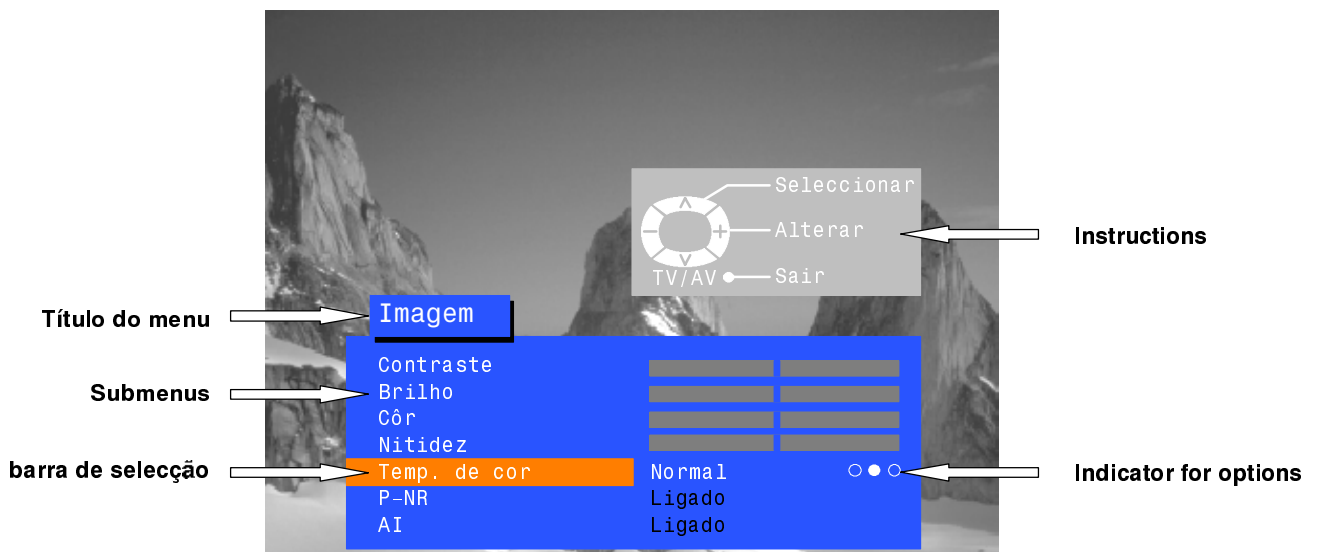 Seleccionar
Alterar
TV/AV Sair
Instructions
Título do menu
Imagem
Submenus
Contraste
Brilho
Côr
Nitidez
barra de selecção
Temp. de cor Normal
Indicator for options
P-NR Ligado
AI Ligado